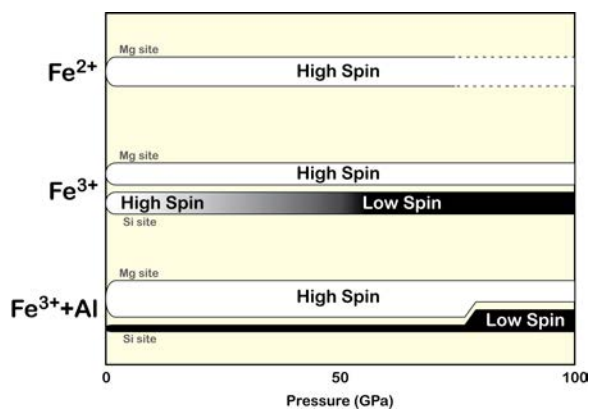 Mg site
Fe2+
High Spin
Mg site
High Spin
Fe3+
High Spin
Low Spin
Si site
Mg site
High Spin
Fe3++Al
Low Spin
Si site
0
50
100
Pressure (GPa)